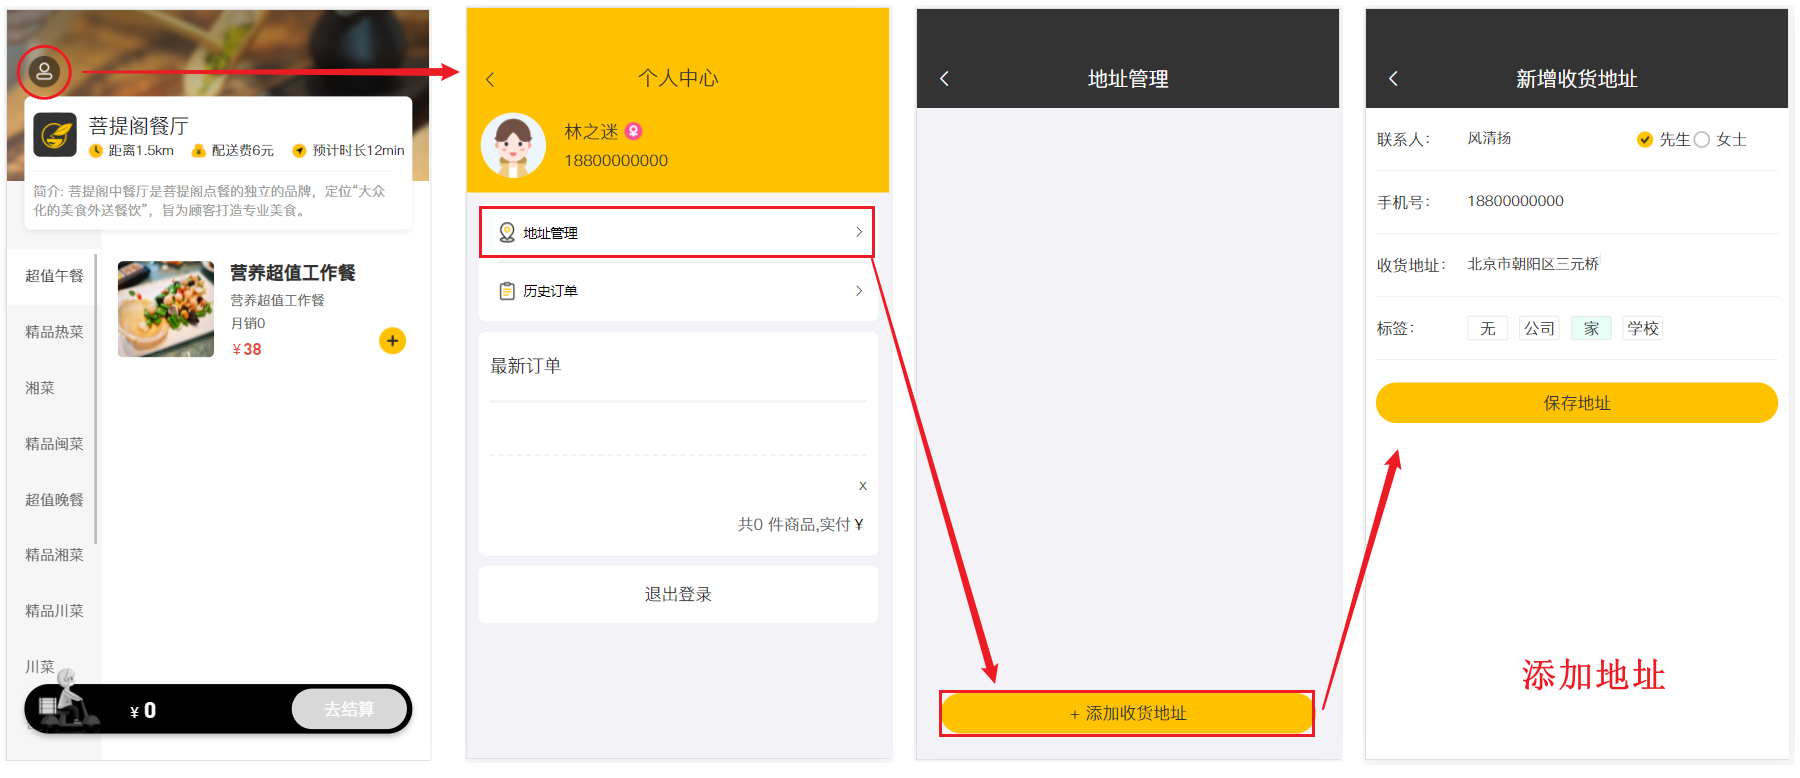 菩提阁餐厅
距离1.5km 配送费6元 预计时长12min
简介: 菩提阁中餐厅是菩提阁点餐的独立的品牌，定位“大众
化的美食外送餐饮”，旨为顾客打造专业美食。
超值午餐
精品热菜
湘菜
精品闽菜
超值晚餐
精品湘菜
精品川菜
川菜
营养超值工作餐
营养超值工作餐
月销0
￥38
￥0
去结算
个人中心
林之迷
18800000000
地址管理
历史订单
最新订单
x
共0 件商品,实付￥
退出登录
地址管理
+ 添加收货地址
新增收货地址
联系人： 风清扬 先生 女士
手机号： 18800000000
收货地址： 北京市朝阳区三元桥
标签： 无 公司 家 学校
保存地址
添加地址